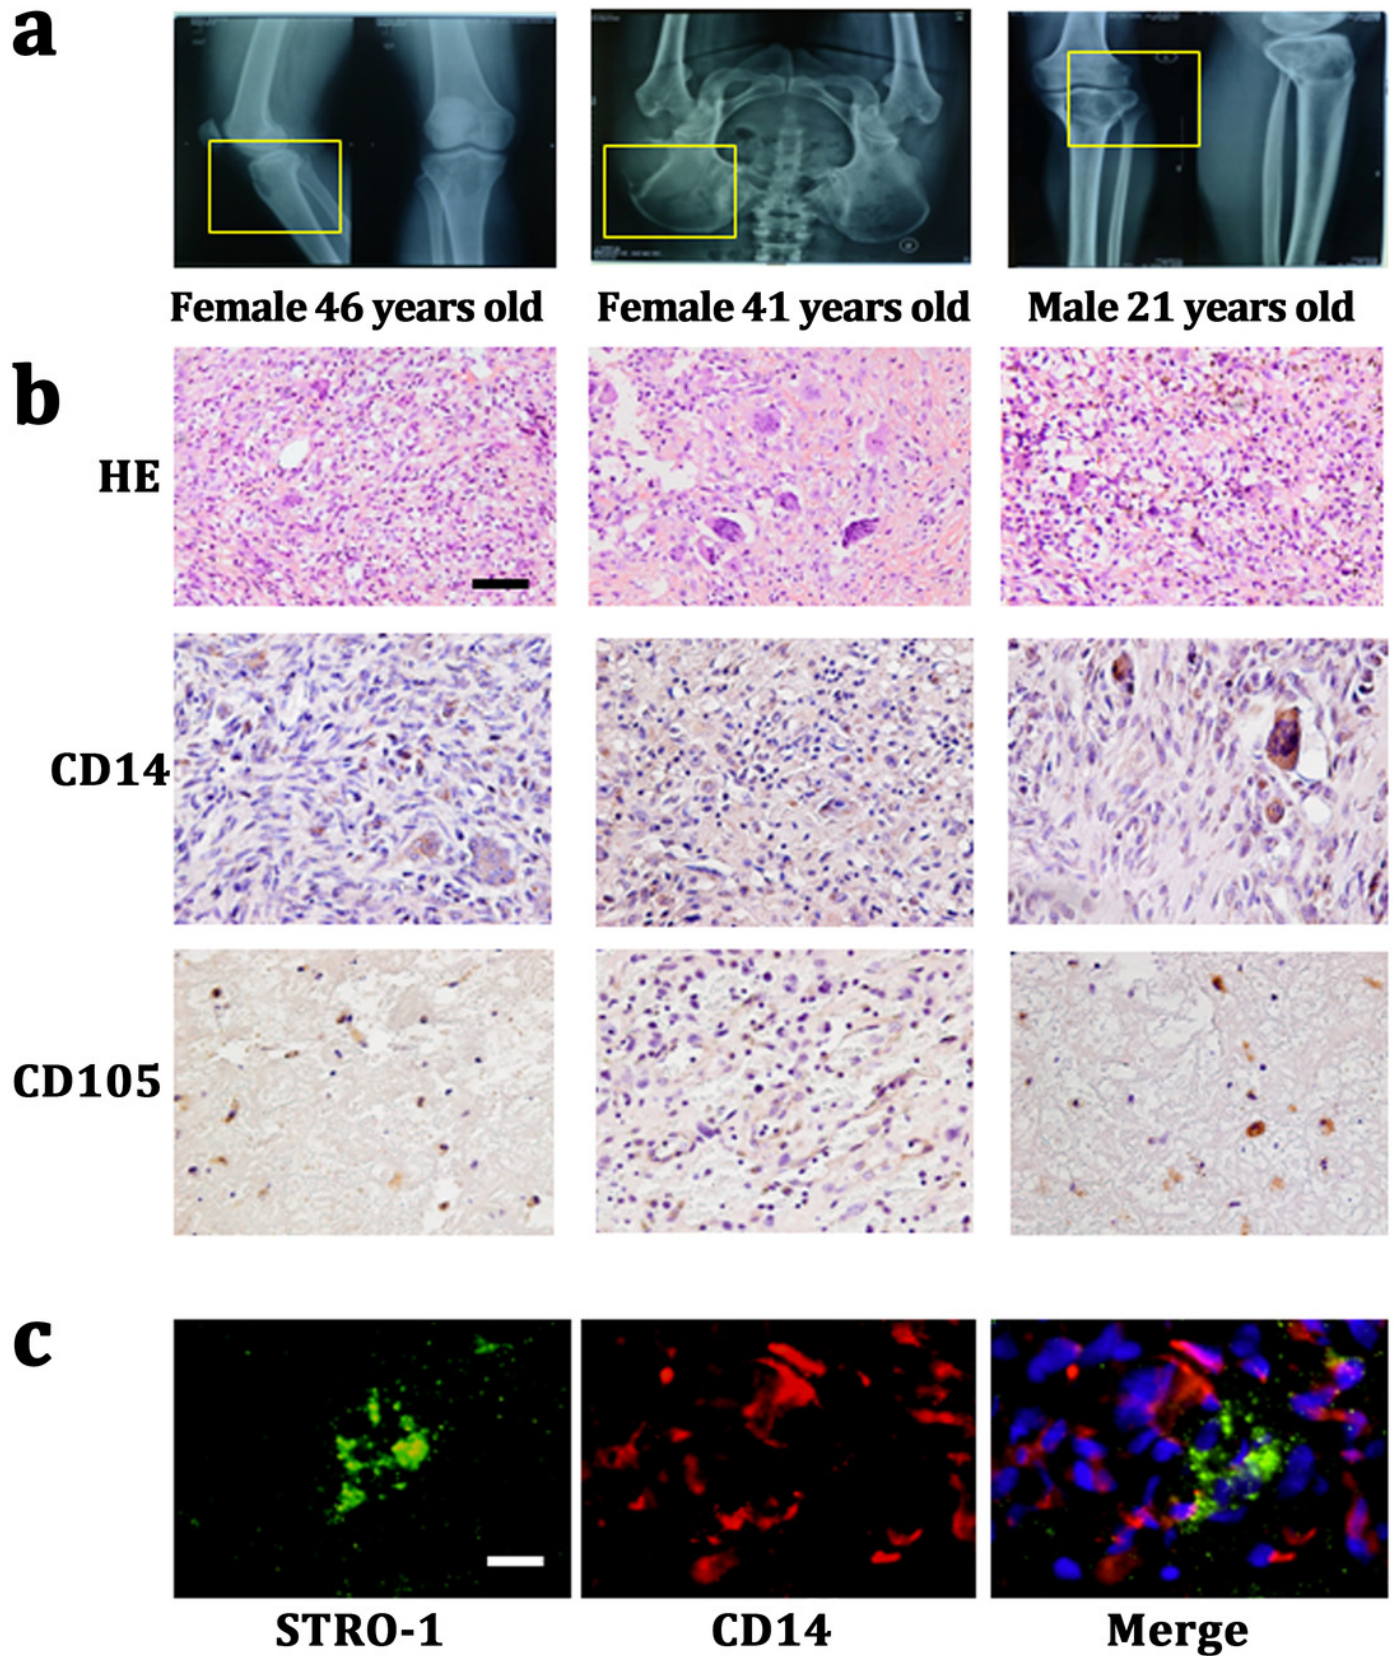 a
Female 46 years old
Female 41 years old
Male 21 years old
b
HE
CD14
CD105
c
STRO-1
CD14
Merge